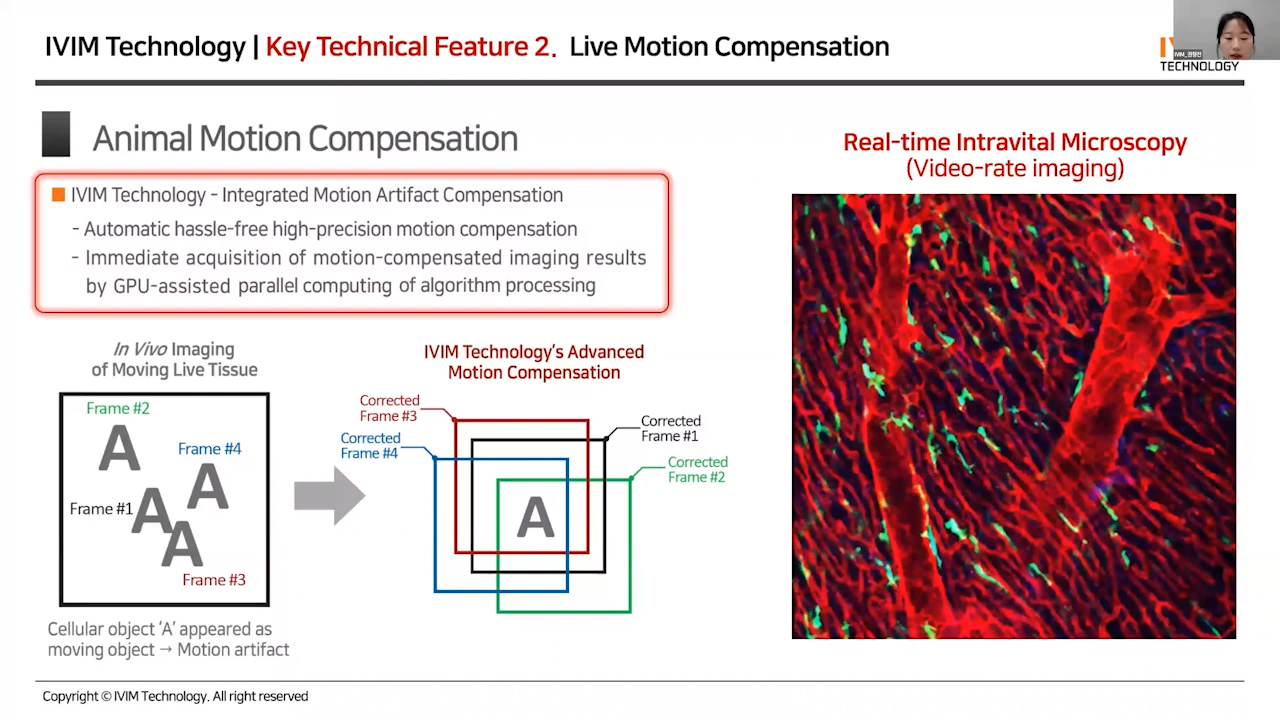 IVIM Technology | Key Technical Feature 2. Live Motion Compensation
TECHNOLOGY
Animal Motion Compensation
IVIM Technology - Integrated Motion Artifact Compensation
- Automatic hassle-free high-precision motion compensation
- Immediate acquisition of motion-compensated imaging results
by GPU-assisted parallel computing of algorithm processing
Real-time Intravital Microscopy
(Video-rate imaging)
In Vivo Imaging
of Moving Live Tissue
Frame #2
A
Frame #4
A
Frame #1
A
A
Frame #3
Cellular object ‘A’ appeared as
moving object → Motion artifact
IVIM Technology’s Advanced
Motion Compensation
Corrected
Frame #3
Corrected
Frame #4
Corrected
Frame #1
Corrected
Frame #2
A
Copyright © IVIM Technology. All right reserved